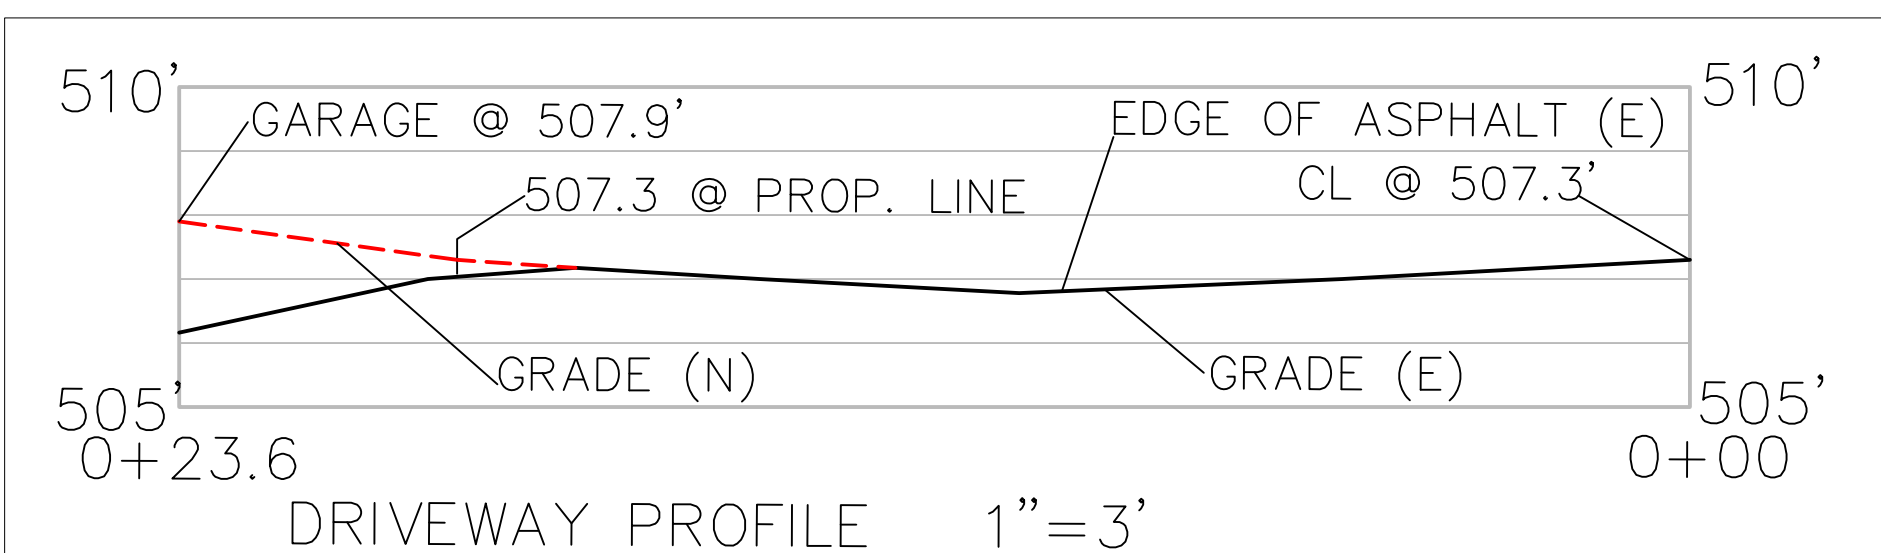 510'
510'
GARAGE @ 507.9'
EDGE OF ASPHALT (E)
507.3 @ PROP. LINE
CL @ 507.3'
GRADE (N)
GRADE (E)
505'
505'
0+23.6
0+00
DRIVEWAY PROFILE 1"=3'